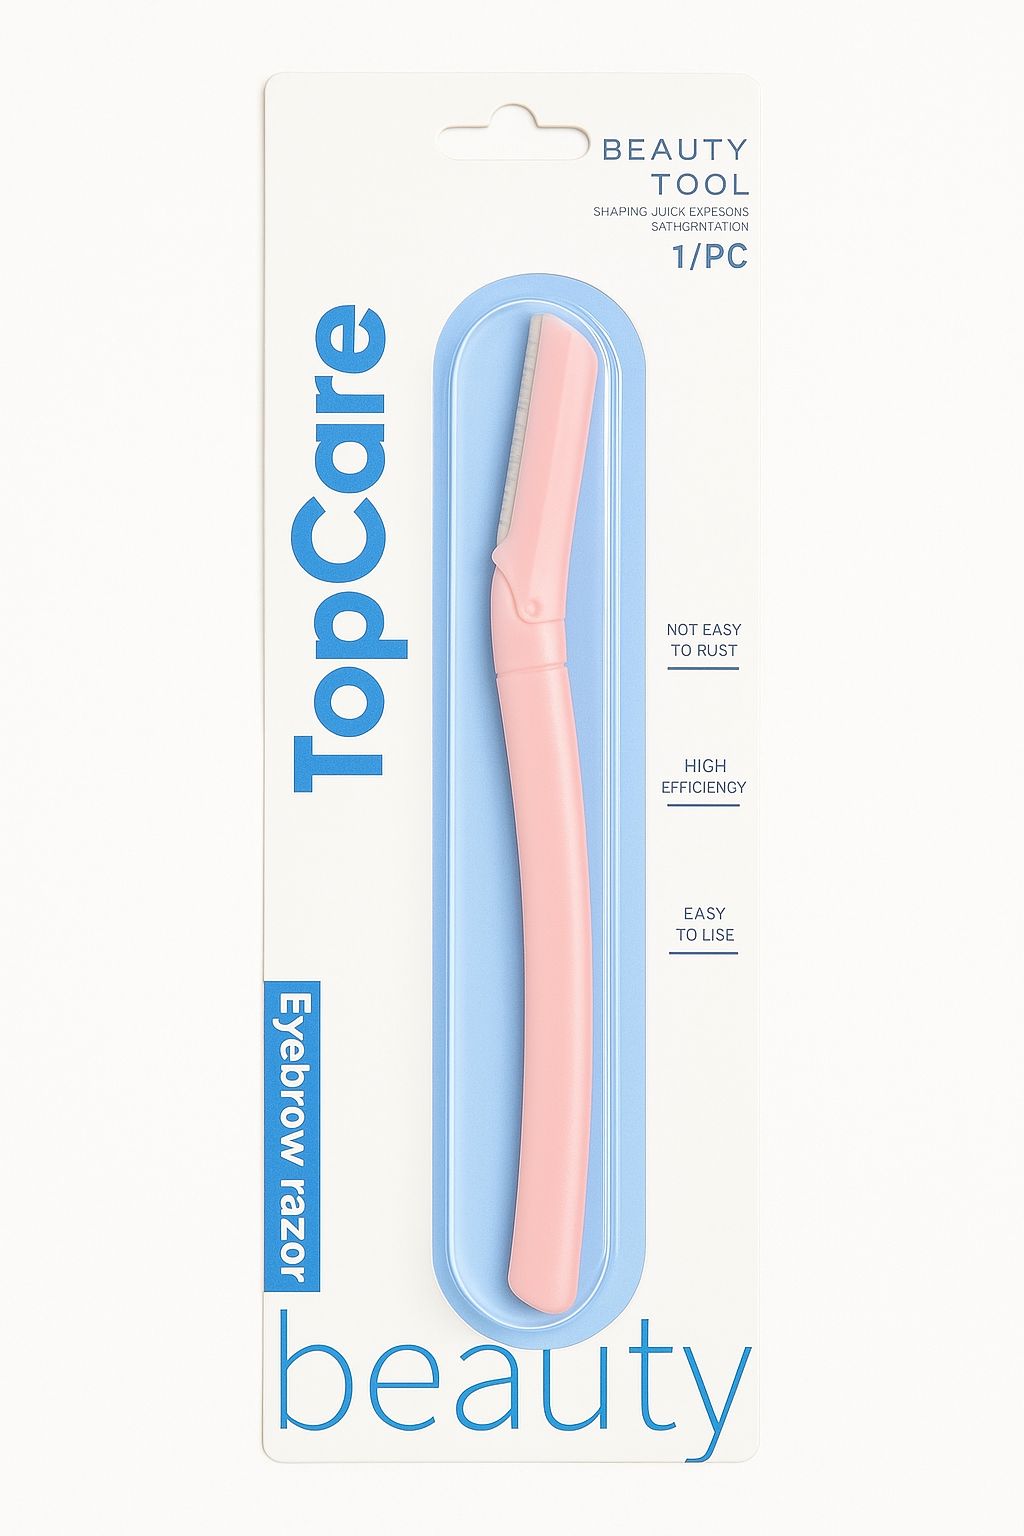 BEAUTY
TOOL
SHAPING JUICK EXPESONS
SATHGRNTATION
1/PC
TopCare
NOT EASY
TO RUST
HIGH
EFFICIENGY
EASY
TO LISE
Eyebrow razor
beauty